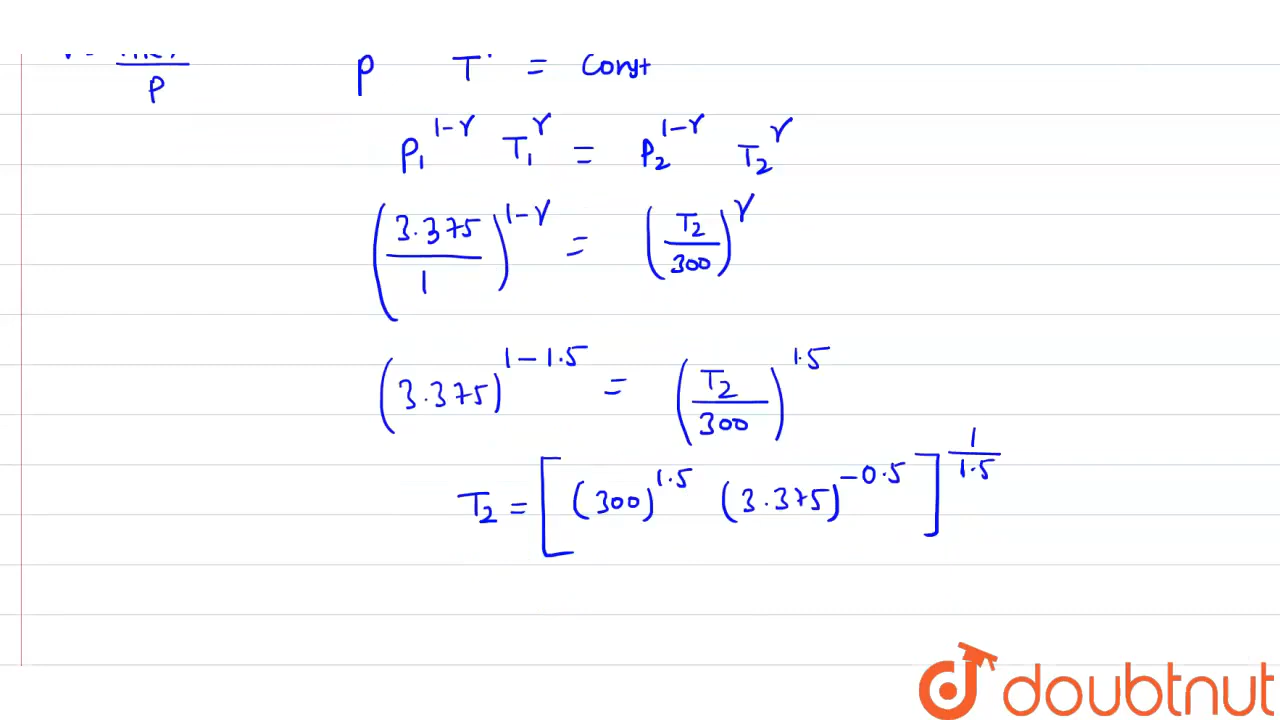 P
P T = Const
P₁^(1-γ) T₁^γ = P₂^(1-γ) T₂^γ
(3.375/1)^(1-γ) = (T₂/300)^γ
(3.375)^(1-1.5) = (T₂/300)^1.5
T₂ = [(300)^1.5 (3.375)^-0.5]^(1/1.5)
doubtnut